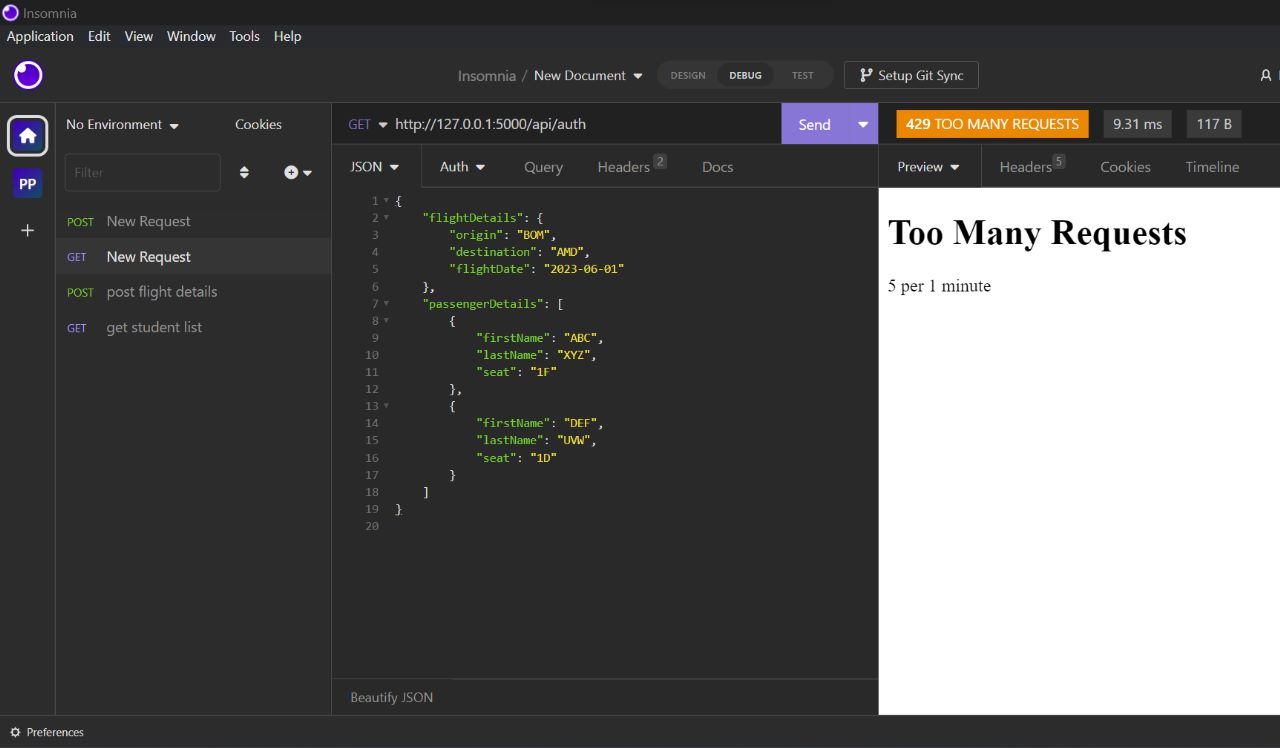 Insomnia
Application Edit View Window Tools Help
Insomnia / New Document DESIGN DEBUG TEST Setup Git Sync
No Environment Cookies
Filter
PP
POST New Request
GET New Request
POST post flight details
GET get student list
GET http://127.0.0.1:5000/api/auth Send
JSON Auth Query Headers 2 Docs
1 {
2 "flightDetails": {
3 "origin": "BOM",
4 "destination": "AMD",
5 "flightDate": "2023-06-01"
6 },
7 "passengerDetails": [
8 {
9 "firstName": "ABC",
10 "lastName": "XYZ",
11 "seat": "1F"
12 },
13 {
14 "firstName": "DEF",
15 "lastName": "UVW",
16 "seat": "1D"
17 }
18 ]
19 }
20
Beautify JSON
429 TOO MANY REQUESTS 9.31 ms 117 B
Preview Headers 5 Cookies Timeline
Too Many Requests
5 per 1 minute
Preferences